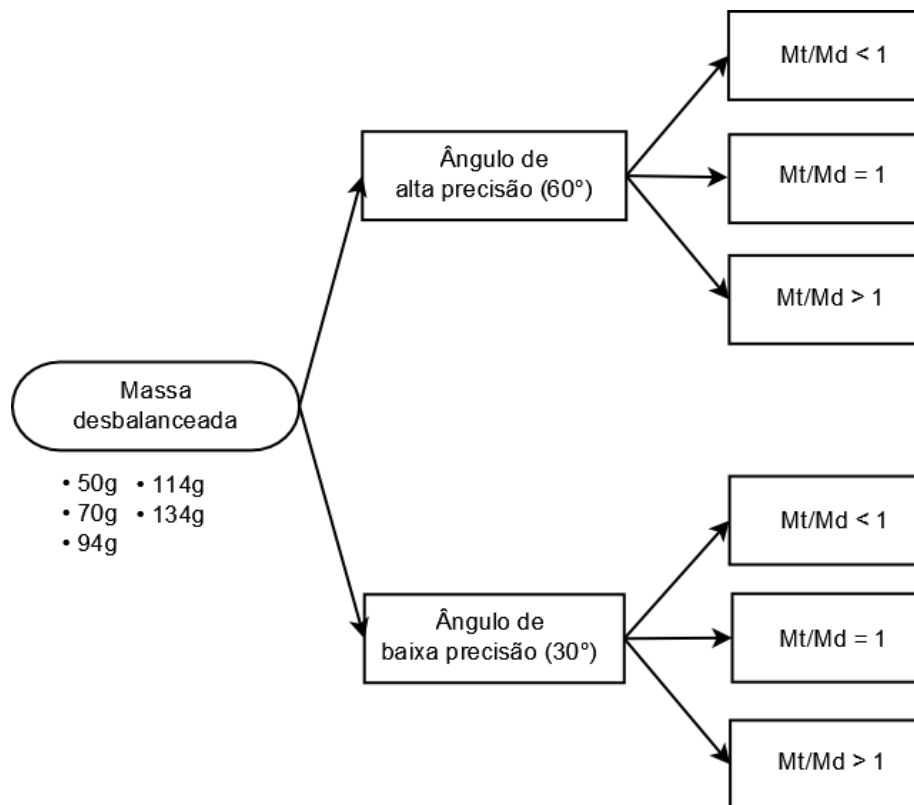 Mt/Md < 1
Ângulo de
alta precisão (60°)
Mt/Md = 1
Mt/Md > 1
Massa
desbalanceada
• 50g • 114g
• 70g • 134g
• 94g
Mt/Md < 1
Ângulo de
baixa precisão (30°)
Mt/Md = 1
Mt/Md > 1